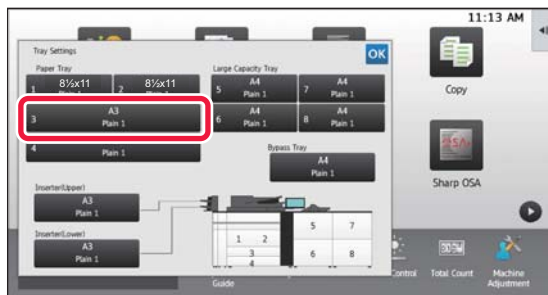 11:13 AM
Tray Settings
OK
Paper Tray
Large Capacity Tray
1 8½x11 Plain 1
2 8½x11
5 A4 Plain 1
7 A4 Plain 1
3 A3 Plain 1
6 A4 Plain 1
8 A4 Plain 1
4 Plain 1
Bypass Tray
A4
Plain 1
Inserter(Upper)
A3
Plain 1
Inserter(Lower)
A3
Plain 1
1 2
3
4
5 7
6 8
Copy
Sharp OSA
Guide
Control
Total Count
Machine
Adjustment